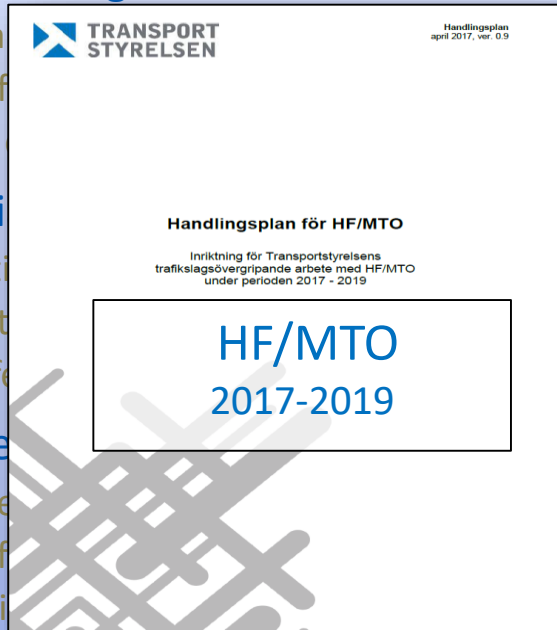 TRANSPORT
STYRELSEN
Handlingsplan
april 2017, ver. 0.9
Handlingsplan för HF/MTO
Inriktning för Transportstyrelsens
trafikslagsövergripande arbete med HF/MTO
under perioden 2017 - 2019
HF/MTO
2017-2019